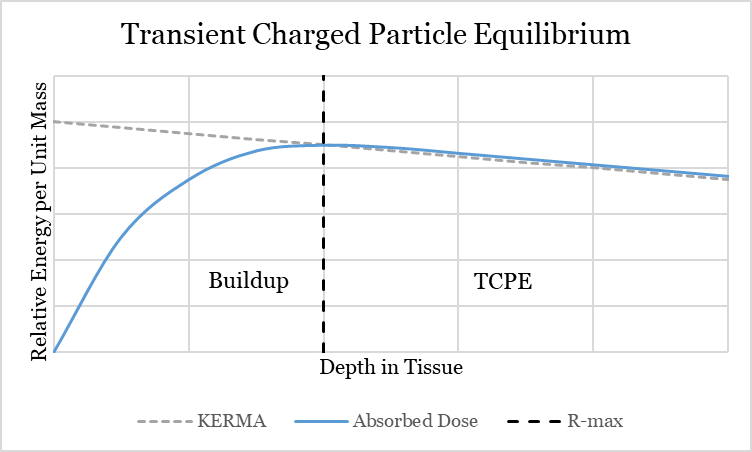 Transient Charged Particle Equilibrium
Relative Energy per Unit Mass
Buildup
TCPE
Depth in Tissue
KERMA
Absorbed Dose
R-max